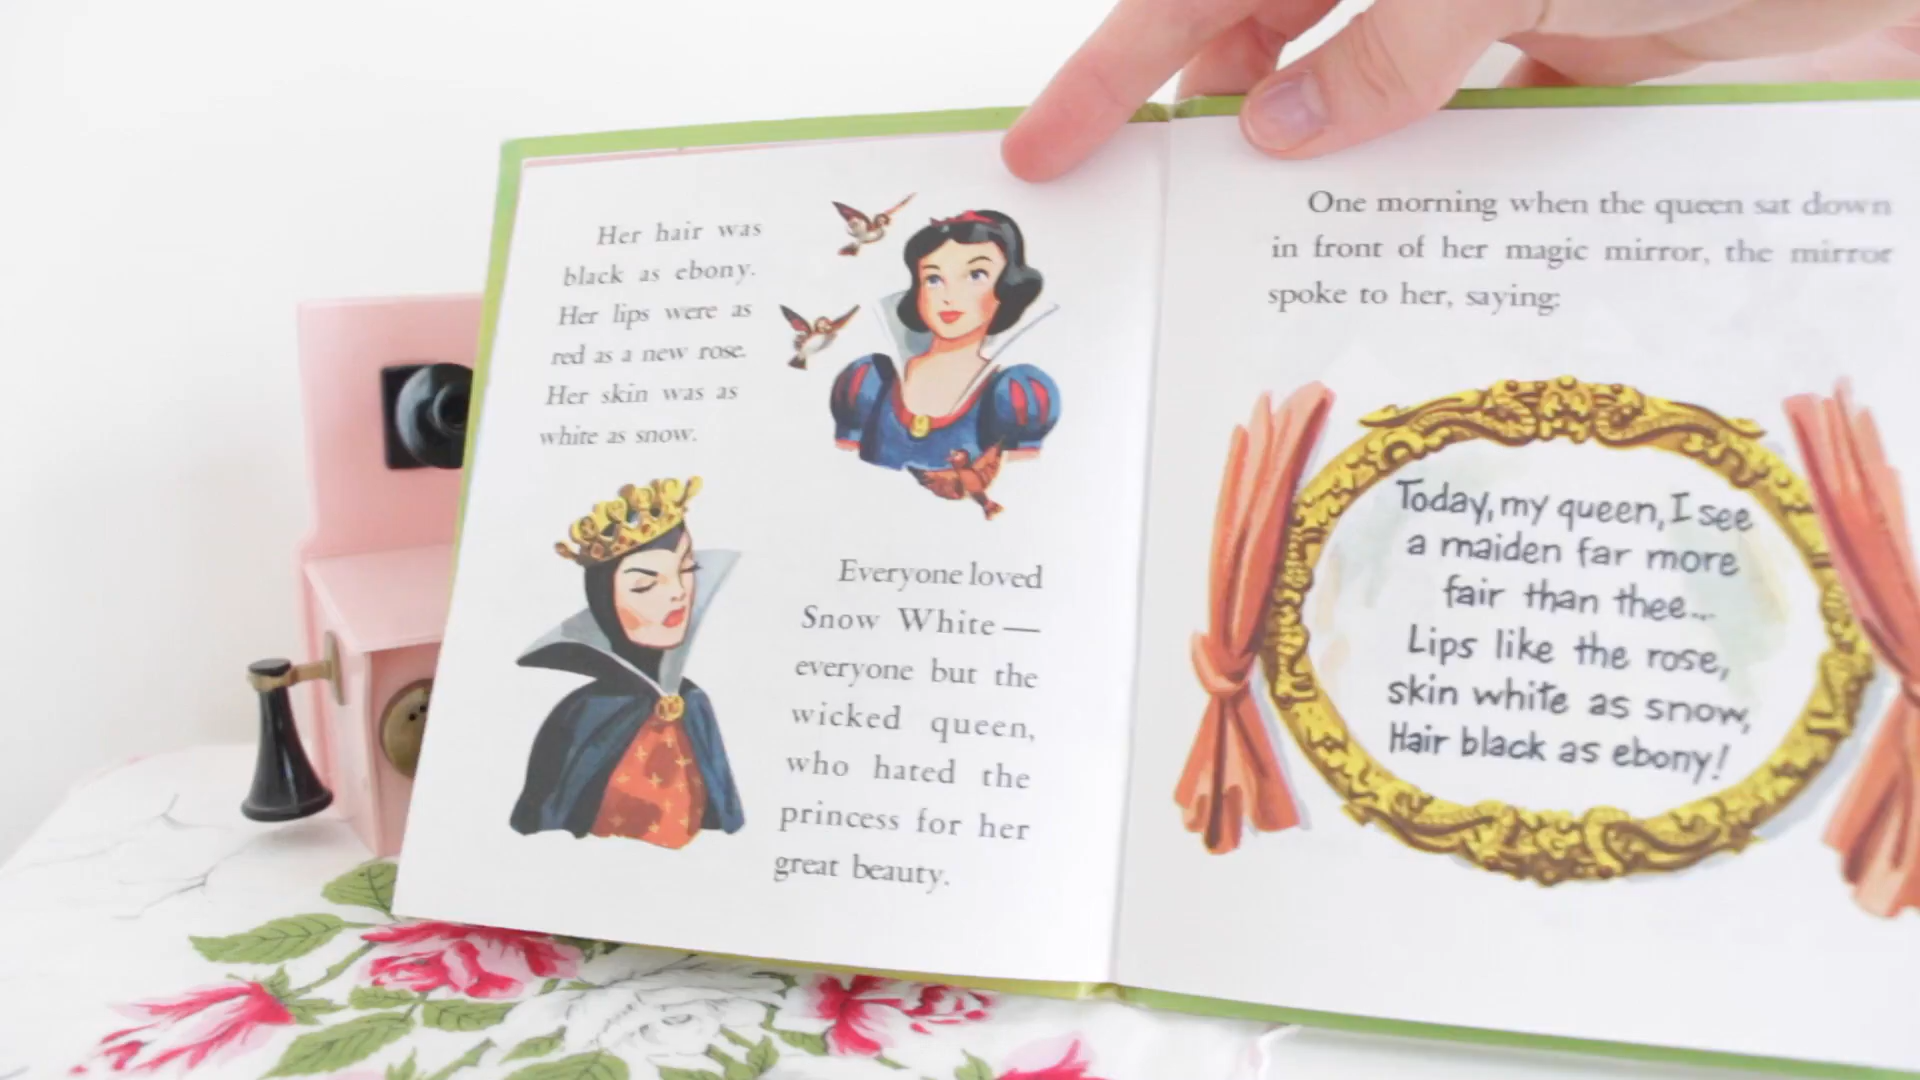 Her hair was
black as ebony.
Her lips were as
red as a new rose.
Her skin was as
white as snow.
Everyone loved
Snow White —
everyone but the
wicked queen,
who hated the
princess for her
great beauty.
One morning when the queen sat down
in front of her magic mirror, the mirror
spoke to her, saying:
Today, my queen, I see
a maiden far more
fair than thee...
Lips like the rose,
skin white as snow,
Hair black as ebony!